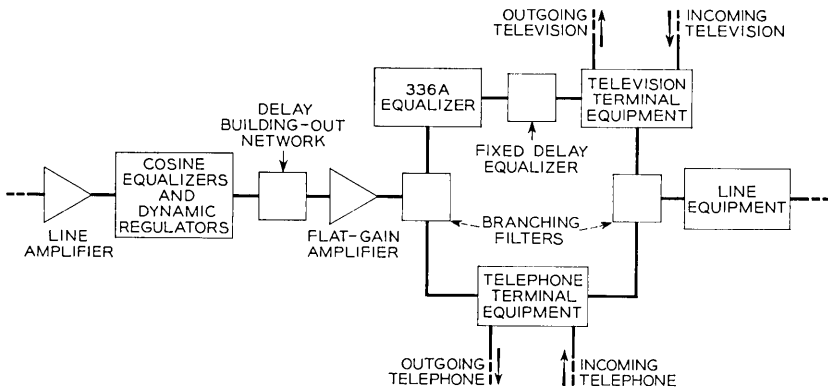 OUTGOING
TELEVISION
INCOMING
TELEVISION
336A
EQUALIZER
TELEVISION
TERMINAL
EQUIPMENT
DELAY
BUILDING-OUT
NETWORK
FIXED DELAY
EQUALIZER
COSINE
EQUALIZERS
AND
DYNAMIC
REGULATORS
LINE
EQUIPMENT
LINE
AMPLIFIER
FLAT-GAIN
AMPLIFIER
BRANCHING
FILTERS
TELEPHONE
TERMINAL
EQUIPMENT
OUTGOING
TELEPHONE
INCOMING
TELEPHONE